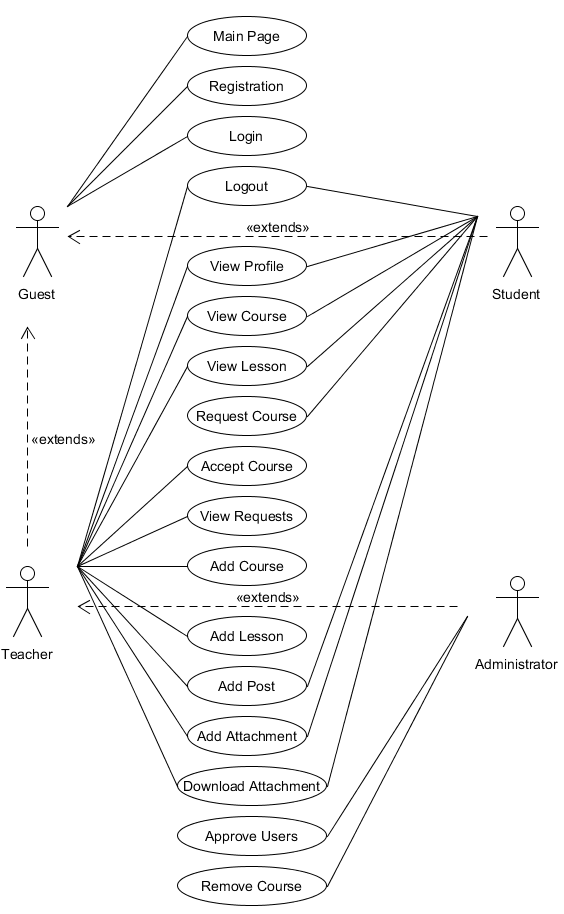 Main Page
Registration
Login
Logout
«extends»
View Profile
Guest
Student
View Course
View Lesson
Request Course
«extends»
Accept Course
View Requests
Add Course
«extends»
Add Lesson
Teacher
Administrator
Add Post
Add Attachment
Download Attachment
Approve Users
Remove Course